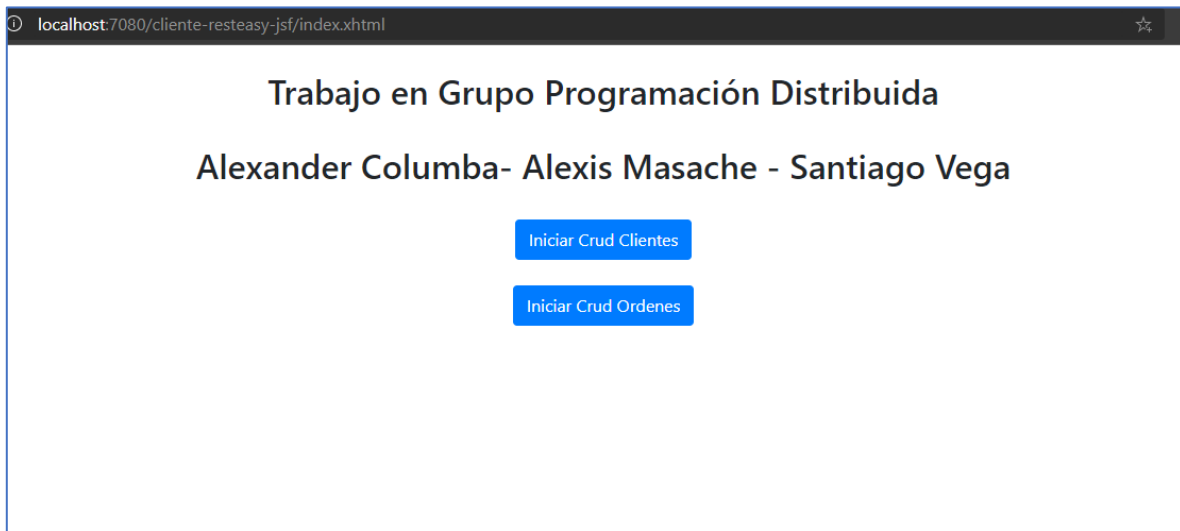 localhost:7080/cliente-resteasy-jsf/index.xhtml
Trabajo en Grupo Programación Distribuida
Alexander Columba- Alexis Masache - Santiago Vega
Iniciar Crud Clientes
Iniciar Crud Ordenes